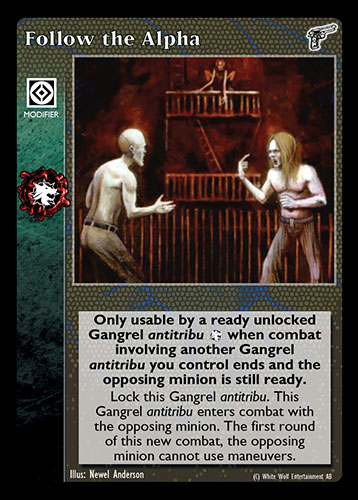 Follow the Alpha
MODIFIER
Only usable by a ready unlocked
Gangrel antitribu when combat
involving another Gangrel
antitribu you control ends and the
opposing minion is still ready.
Lock this Gangrel antitribu. This
Gangrel antitribu enters combat with
the opposing minion. The first round
of this new combat, the opposing
minion cannot use maneuvers.
Illus: Newel Anderson
(C) White Wolf Entertainment AB